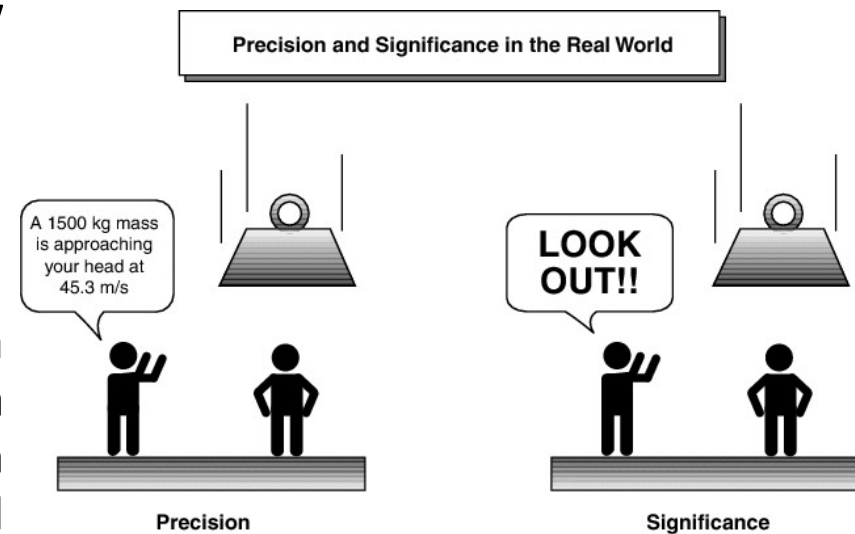 Precision and Significance in the Real World
A 1500 kg mass
is approaching
your head at
45.3 m/s
LOOK
OUT!!
Precision
Significance